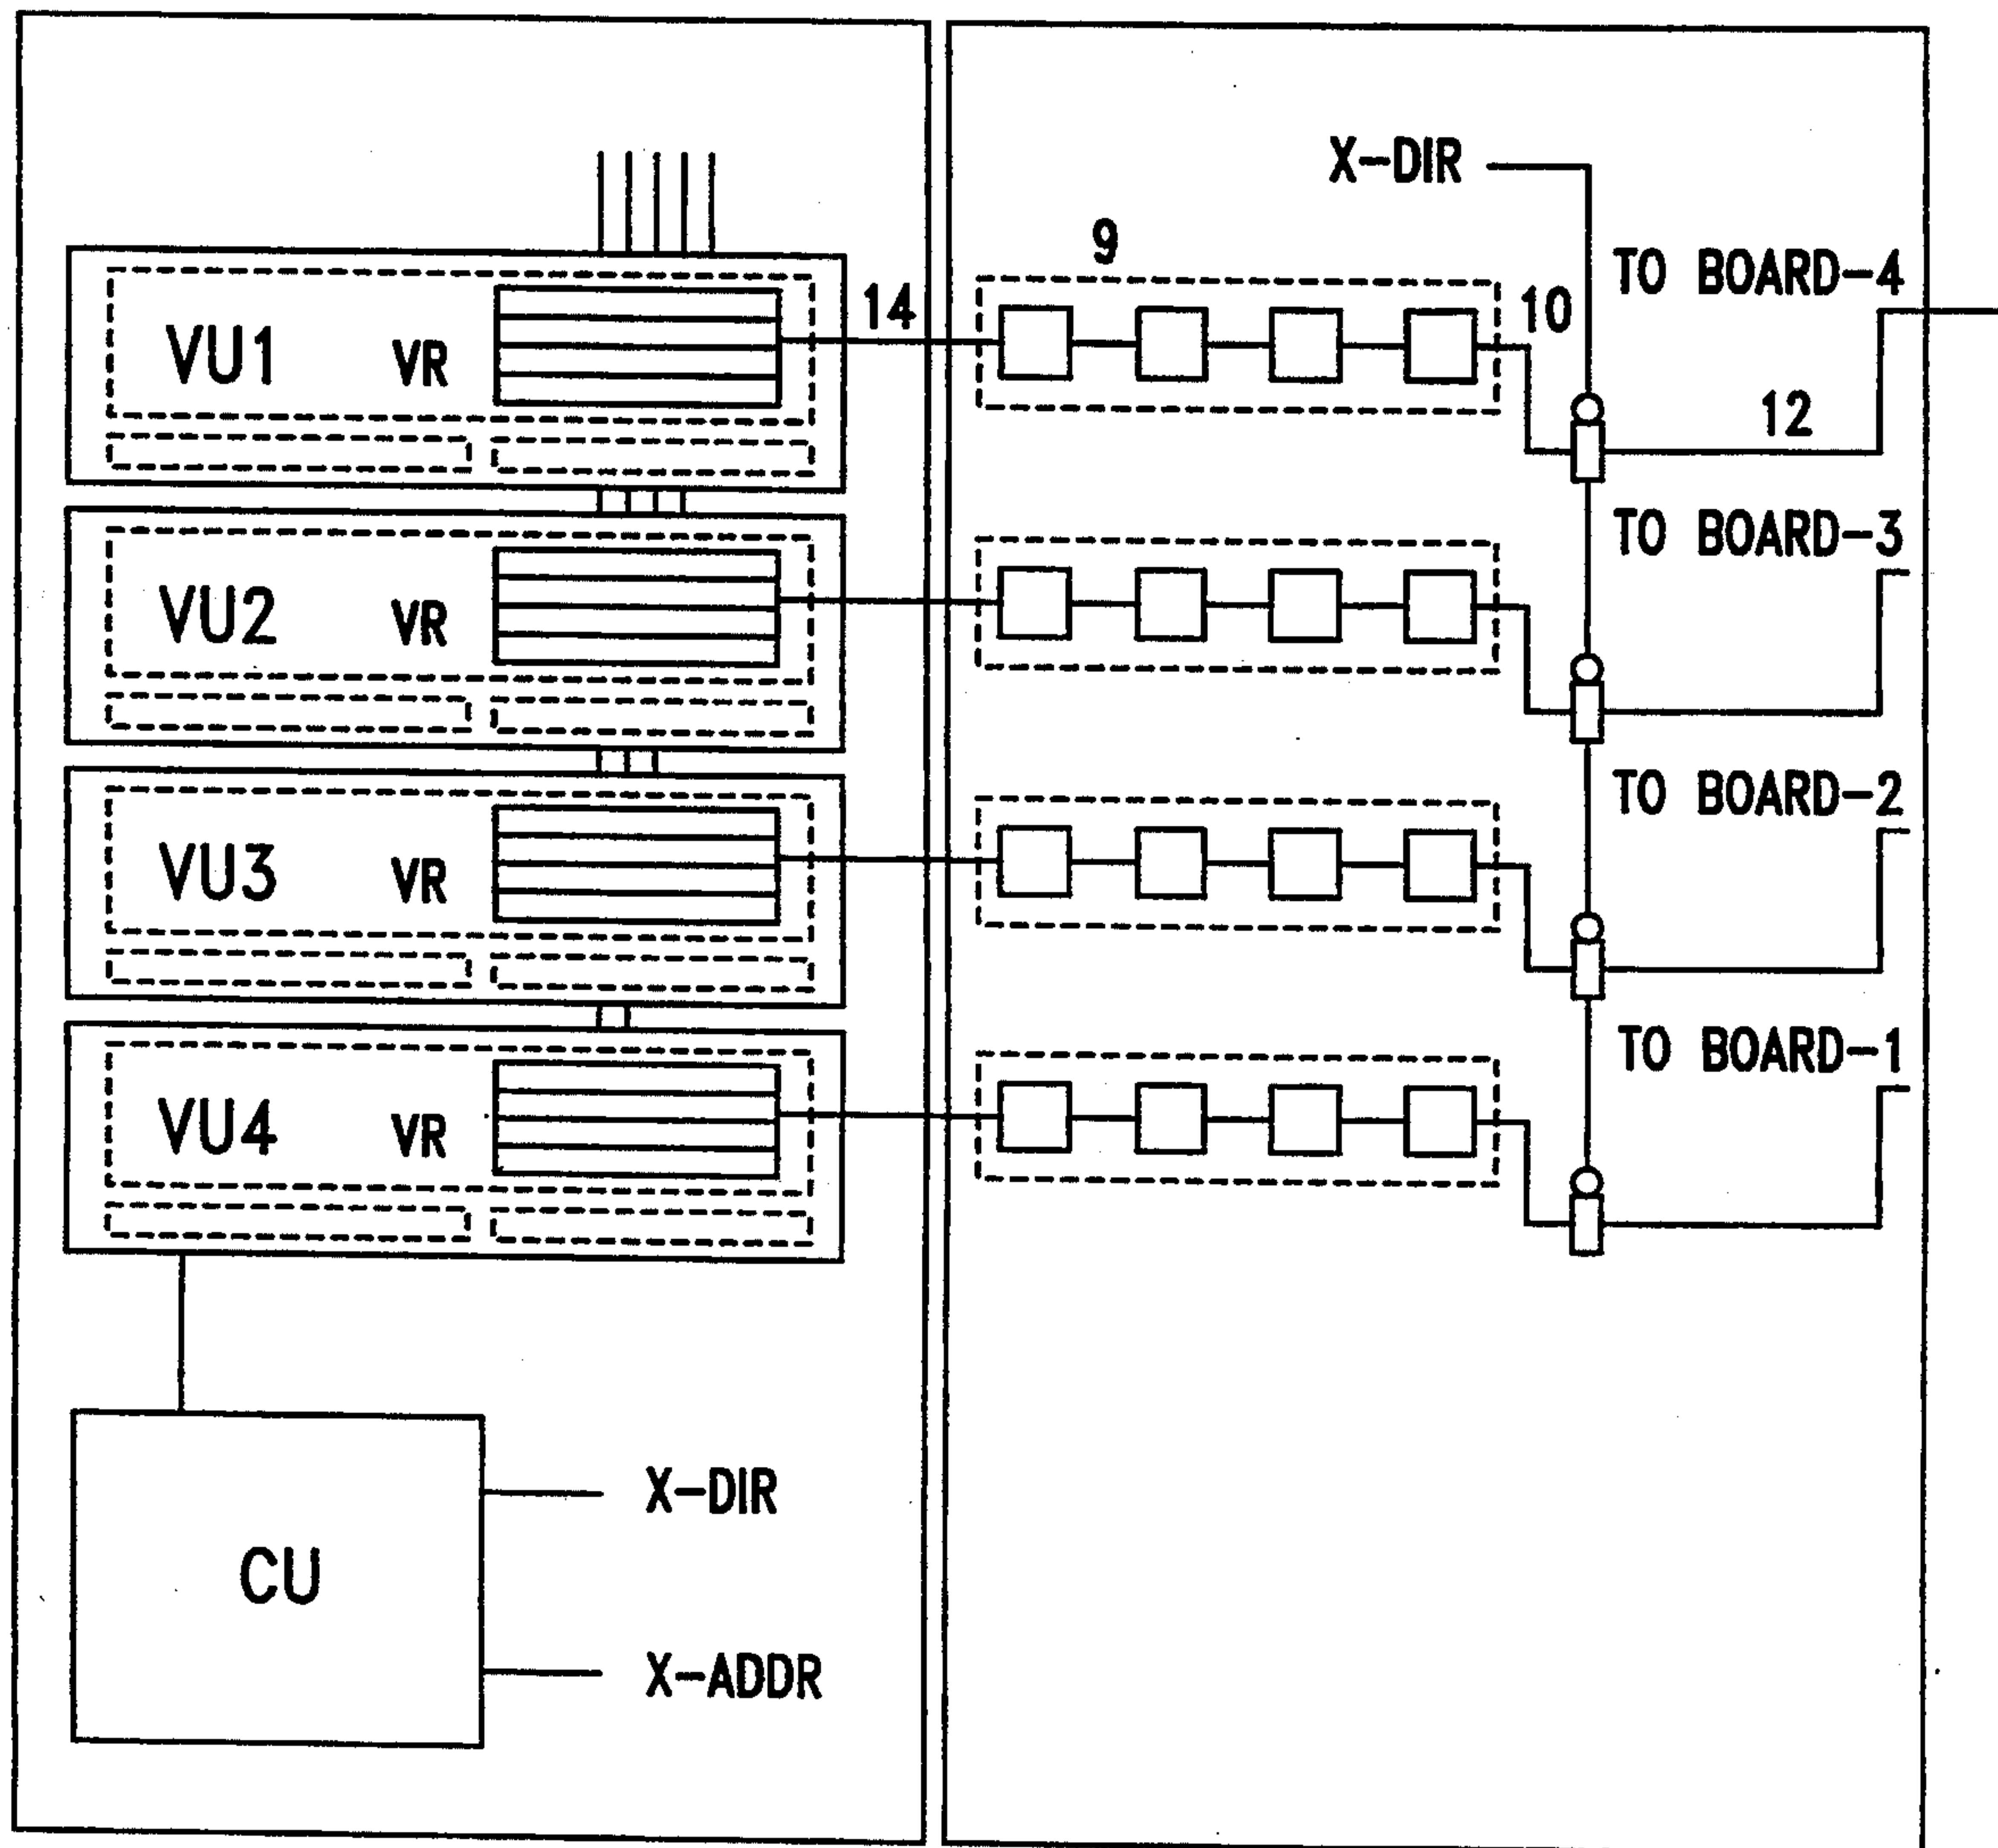 X-DIR
9
TO BOARD-4
14
10
VU1
VR
12
TO BOARD-3
VU2
VR
TO BOARD-2
VU3
VR
TO BOARD-1
VU4
VR
X-DIR
CU
X-ADDR